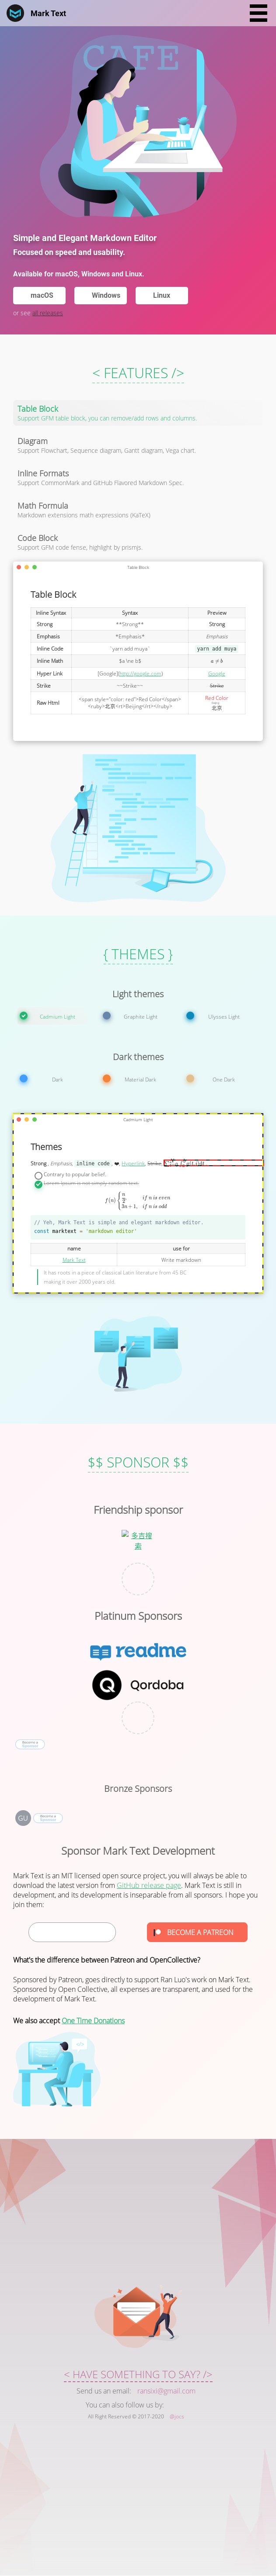 Mark Text
CAFE
Simple and Elegant Markdown Editor
Focused on speed and usability.
Available for macOS, Windows and Linux.
macOS
Windows
Linux
or see all releases
< FEATURES />
Table Block
Support GFM table block, you can remove/add rows and columns.
Diagram
Support Flowchart, Sequence diagram, Gantt diagram, Vega chart.
Inline Formats
Support CommonMark and GitHub Flavored Markdown Spec.
Math Formula
Markdown extensions math expressions (KaTeX)
Code Block
Support GFM code fense, highlight by prismjs.
Table Block
Table Block
Inline Syntax Syntax Preview
Strong **Strong** Strong
Emphasis *Emphasis* Emphasis
Inline Code `yarn add muya` yarn add muya
Inline Math $a \ne b$ a ≠ b
Hyper Link [Google](http://google.com) Google
Strike ~~Strike~~ Strike
Raw Html <span style="color:red">Red Color</span> <ruby>北京<rt>Beijing</rt></ruby> Red Color 北京
{ THEMES }
Light themes
Cadmium Light
Graphite Light
Ulysses Light
Dark themes
Dark
Material Dark
One Dark
Cadmium Light
Themes
Strong , Emphasis, inline code , ❤, Hyperlink, Strike
Contrary to popular belief.
Lorem Ipsum is not simply random text.
f(n) { n/2, if n is even
3n + 1, if n is odd
// Yeh, Mark Text is simple and elegant markdown editor.
const marktext = 'markdown editor'
name use for
Mark Text Write markdown
It has roots in a piece of classical Latin literature from 45 BC
making it over 2000 years old.
$$ SPONSOR $$
Friendship sponsor
多吉搜索
Platinum Sponsors
readme
Qordoba
Become a
Sponsor
Bronze Sponsors
GU
Become a
Sponsor
Sponsor Mark Text Development
Mark Text is an MIT licensed open source project, you will always be able to
download the latest version from GitHub release page. Mark Text is still in
development, and its development is inseparable from all sponsors. I hope you
join them:
BECOME A PATREON
What's the difference between Patreon and OpenCollective?
Sponsored by Patreon, goes directly to support Ran Luo's work on Mark Text.
Sponsored by Open Collective, all expenses are transparent, and used for the
development of Mark Text.
We also accept One Time Donations
< HAVE SOMETHING TO SAY? />
Send us an email: ransixi@gmail.com
You can also follow us by:
All Right Reserved © 2017-2020 @Jocs